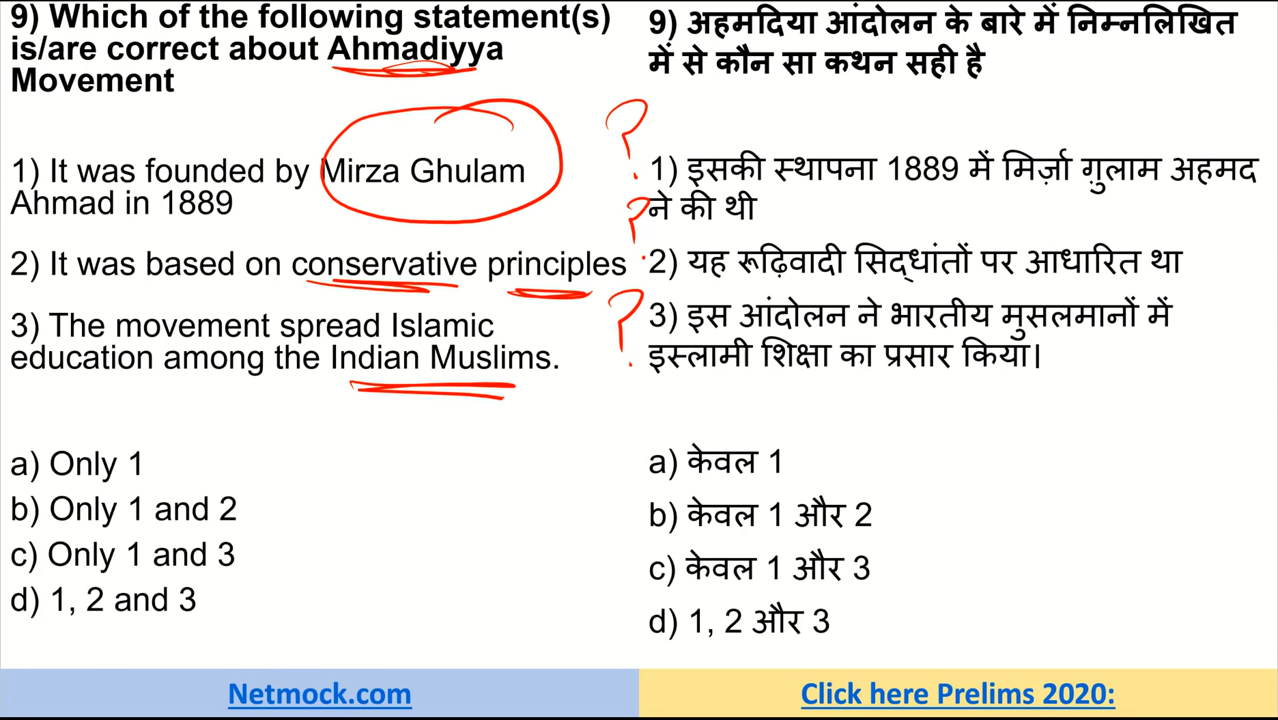 9) Which of the following statement(s)
is/are correct about Ahmadiyya
Movement
1) It was founded by Mirza Ghulam
Ahmad in 1889
2) It was based on conservative principles
3) The movement spread Islamic
education among the Indian Muslims.
a) Only 1
b) Only 1 and 2
c) Only 1 and 3
d) 1, 2 and 3
9) अहमदिया आंदोलन के बारे में निम्नलिखित
में से कौन सा कथन सही है
1) इसकी स्थापना 1889 में मिर्ज़ा ग़ुलाम अहमद
ने की थी
2) यह रूढ़िवादी सिद्धांतों पर आधारित था
3) इस आंदोलन ने भारतीय मुसलमानों में
इस्लामी शिक्षा का प्रसार किया।
a) केवल 1
b) केवल 1 और 2
c) केवल 1 और 3
d) 1, 2 और 3
?
?
?
Netmock.com
Click here Prelims 2020: